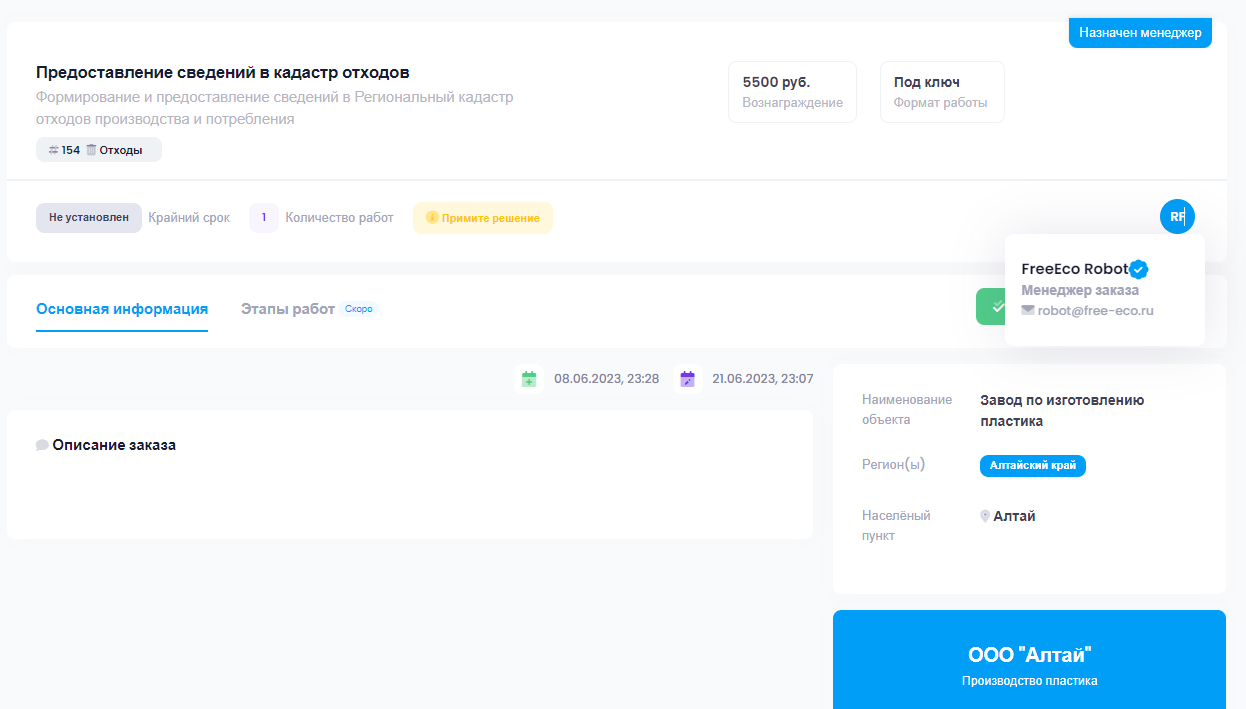 Назначен менеджер
Предоставление сведений в кадастр отходов
Формирование и предоставление сведений в Региональный кадастр
отходов производства и потребления
154 Отходы
5500 руб.
Вознаграждение
Под ключ
Формат работы
Не установлен Крайний срок 1 Количество работ Примите решение
RF
FreeEco Robot
Менеджер заказа
robot@free-eco.ru
Основная информация Этапы работ Скоро
08.06.2023, 23:28 21.06.2023, 23:07
Описание заказа
Наименование
объекта
Завод по изготовлению
пластика
Регион(ы) Алтайский край
Населёный
пункт
Алтай
ООО "Алтай"
Производство пластика